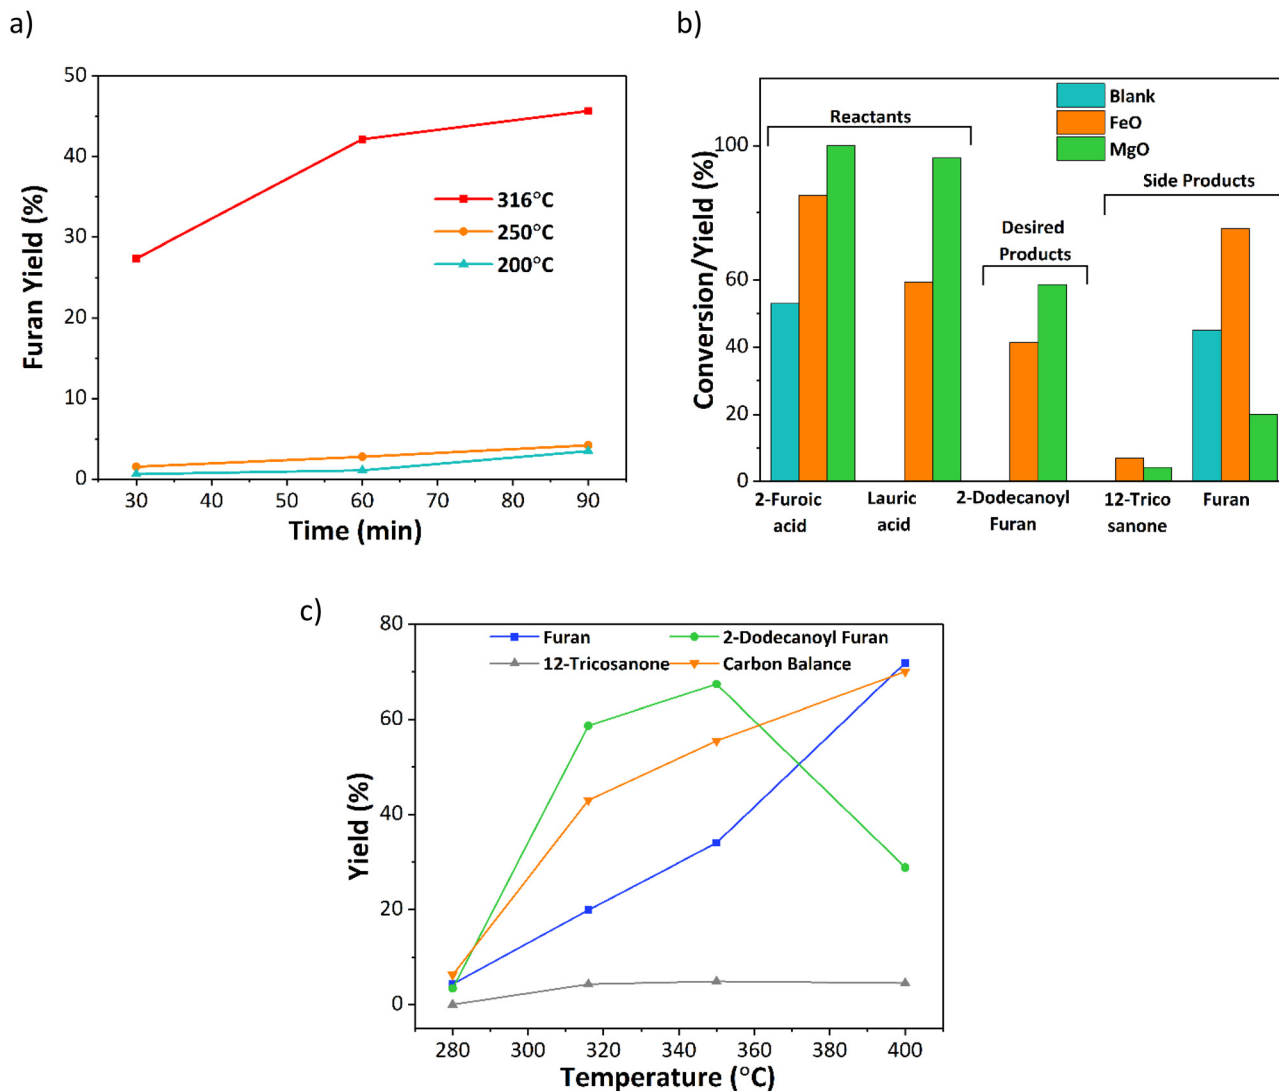 a)
50
40
30
20
10
0
Furan Yield (%)
316°C
250°C
200°C
30 40 50 60 70 80 90
Time (min)
b)
Blank
FeO
MgO
Reactants
Side Products
Desired
Products
100
80
60
40
20
0
Conversion/Yield (%)
2-Furoic
acid
Lauric
acid
2-Dodecanoyl
Furan
12-Trico
sanone
Furan
c)
80
60
40
20
0
Yield (%)
Furan 2-Dodecanoyl Furan
12-Tricosanone Carbon Balance
280 300 320 340 360 380 400
Temperature (°C)